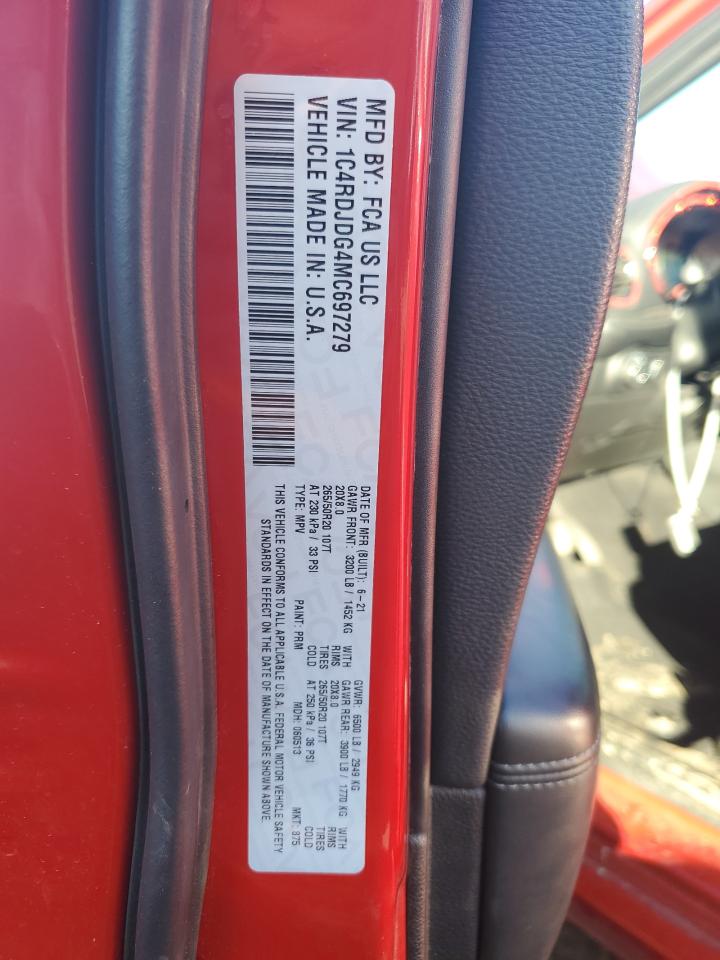 MFD BY: FCA US LLC
VIN: 1C4RDJDG4MC697279
VEHICLE MADE IN: U.S.A.
DATE OF MFR (BUILT): 6-21 GVWR: 6500 LB / 2949 KG
GAWR FRONT: 3200 LB / 1452 KG WITH GAWR REAR: 3900 LB / 1770 KG WITH
20X8.0 RIMS 20X8.0 RIMS
265/50R20 107T TIRES 265/50R20 107T TIRES
AT 230 kPa / 33 PSI COLD AT 250 kPa / 36 PSI COLD
TYPE: MPV PAINT: PRM MDH: 060513 MKT: 875
THIS VEHICLE CONFORMS TO ALL APPLICABLE U.S.A. FEDERAL MOTOR VEHICLE SAFETY
STANDARDS IN EFFECT ON THE DATE OF MANUFACTURE SHOWN ABOVE.